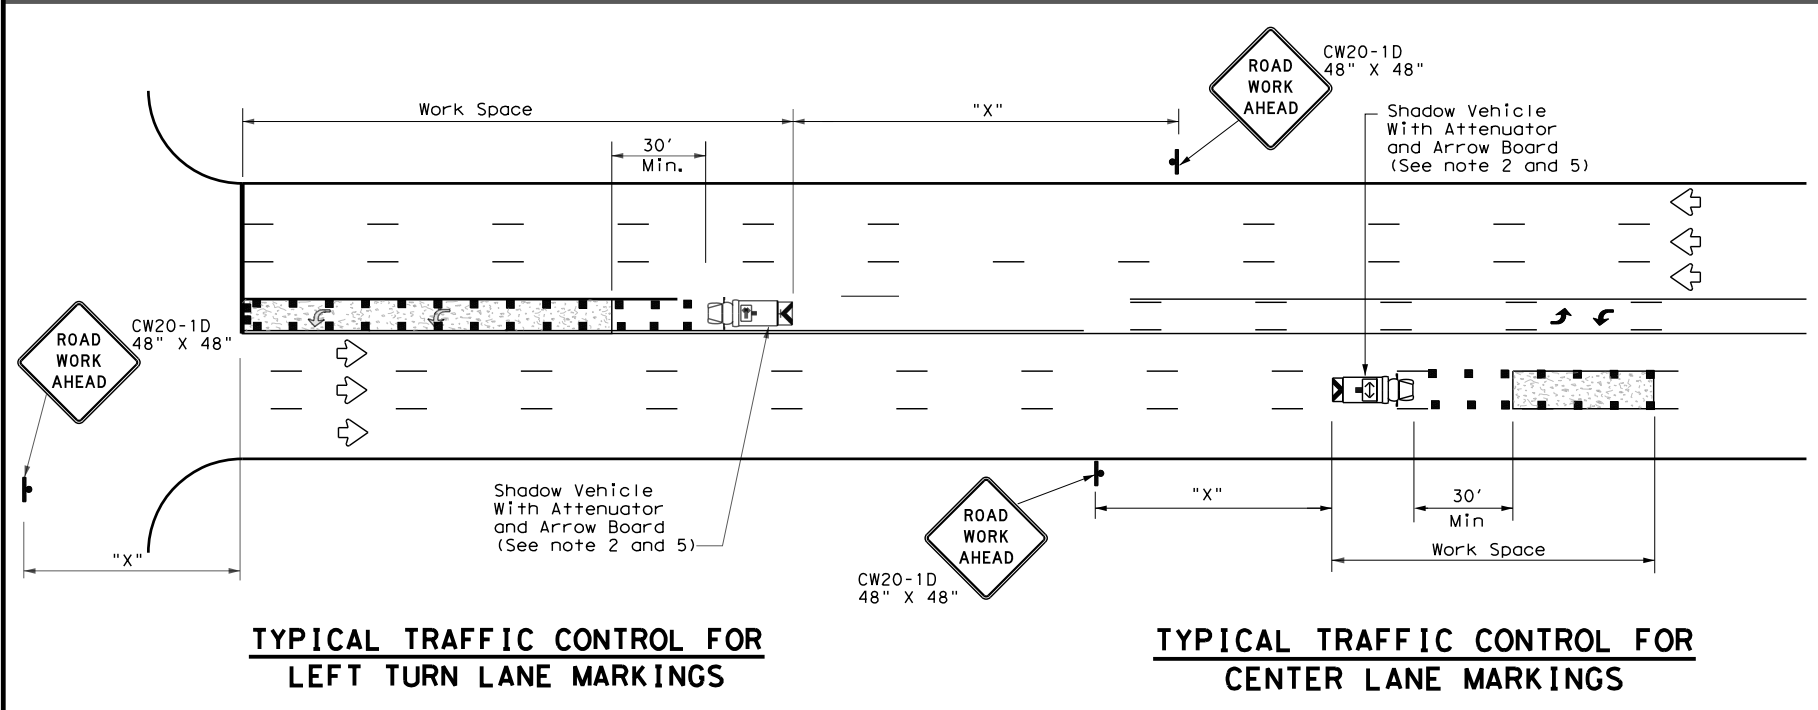 ROAD
WORK
AHEAD
CW20-1D
48" X 48"
Work Space
"X"
Shadow Vehicle
With Attenuator
and Arrow Board
(See note 2 and 5)
30'
Min.
ROAD
WORK
AHEAD
CW20-1D
48" X 48"
Shadow Vehicle
With Attenuator
and Arrow Board
(See note 2 and 5)
"X"
ROAD
WORK
AHEAD
CW20-1D
48" X 48"
"X"
30'
Min
Work Space
TYPICAL TRAFFIC CONTROL FOR
LEFT TURN LANE MARKINGS
TYPICAL TRAFFIC CONTROL FOR
CENTER LANE MARKINGS